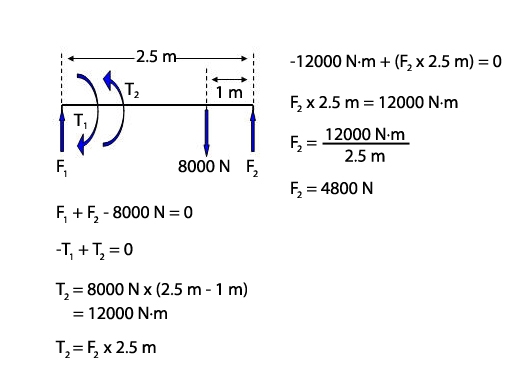 2.5 m
T₂
1 m
T₁
F₁
8000 N
F₂
F₁ + F₂ - 8000 N = 0
-T₁ + T₂ = 0
T₂ = 8000 N x (2.5 m - 1 m)
= 12000 N·m
T₂ = F₂ x 2.5 m
-12000 N·m + (F₂ x 2.5 m) = 0
F₂ x 2.5 m = 12000 N·m
F₂ = 12000 N·m
2.5 m
F₂ = 4800 N